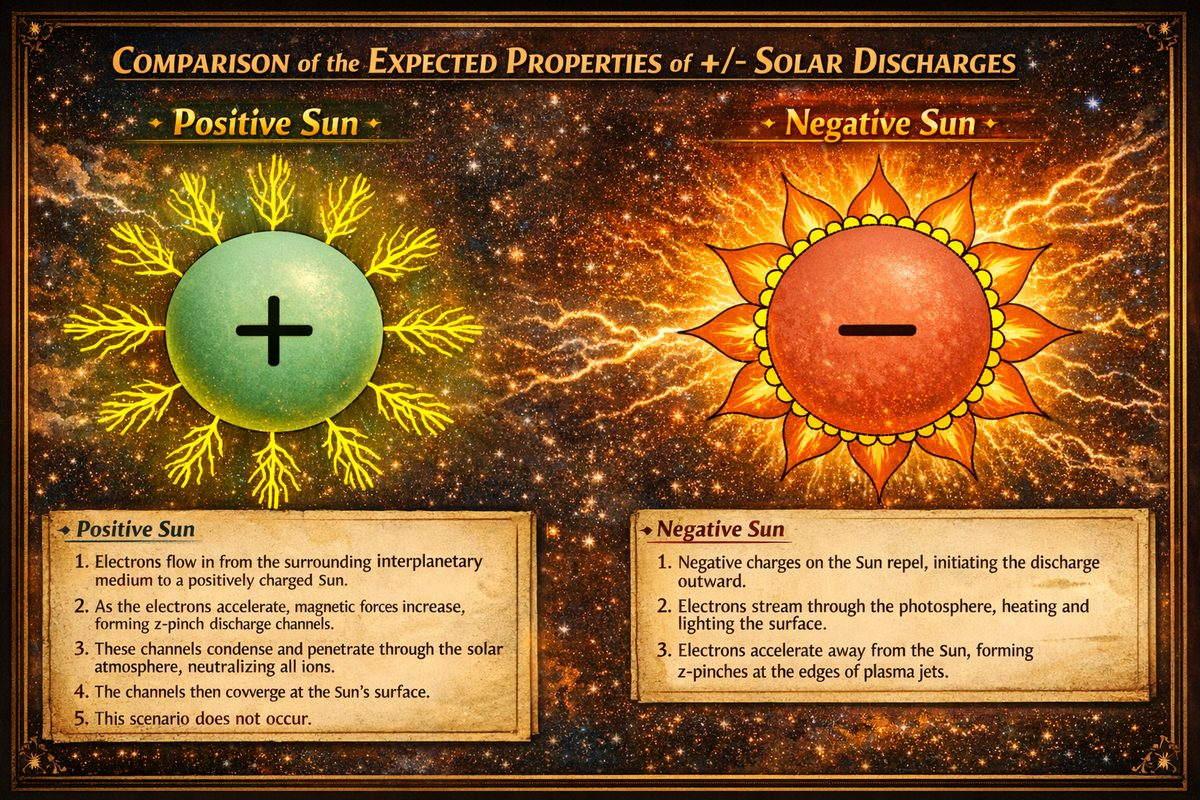 COMPARISON of the EXPECTED PROPERTIES of +/- SOLAR DISCHARGES
Positive Sun
Negative Sun
+
−
Positive Sun
1. Electrons flow in from the surrounding interplanetary
medium to a positively charged Sun.
2. As the electrons accelerate, magnetic forces increase,
forming z-pinch discharge channels.
3. These channels condense and penetrate through the solar
atmosphere, neutralizing all ions.
4. The channels then covverge at the Sun's surface.
5. This scenario does not occur.
Negative Sun
1. Negative charges on the Sun repel, initiating the discharge
outward.
2. Electrons stream through the photosphere, heating and
lighting the surface.
3. Electrons accelerate away from the Sun, forming
z-pinches at the edges of plasma jets.